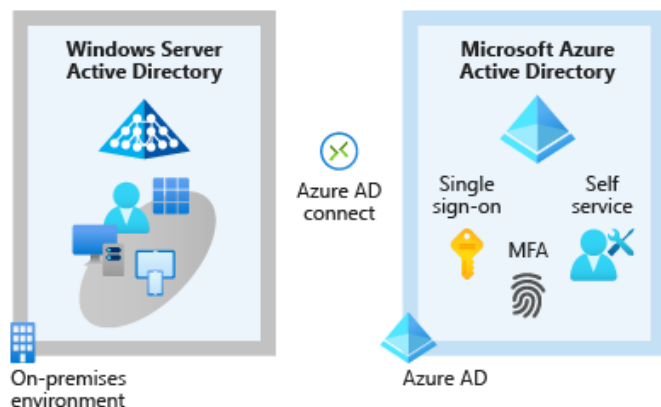 Windows Server
Active Directory
Microsoft Azure
Active Directory
Azure AD
connect
Single
sign-on
Self
service
MFA
On-premises
environment
Azure AD